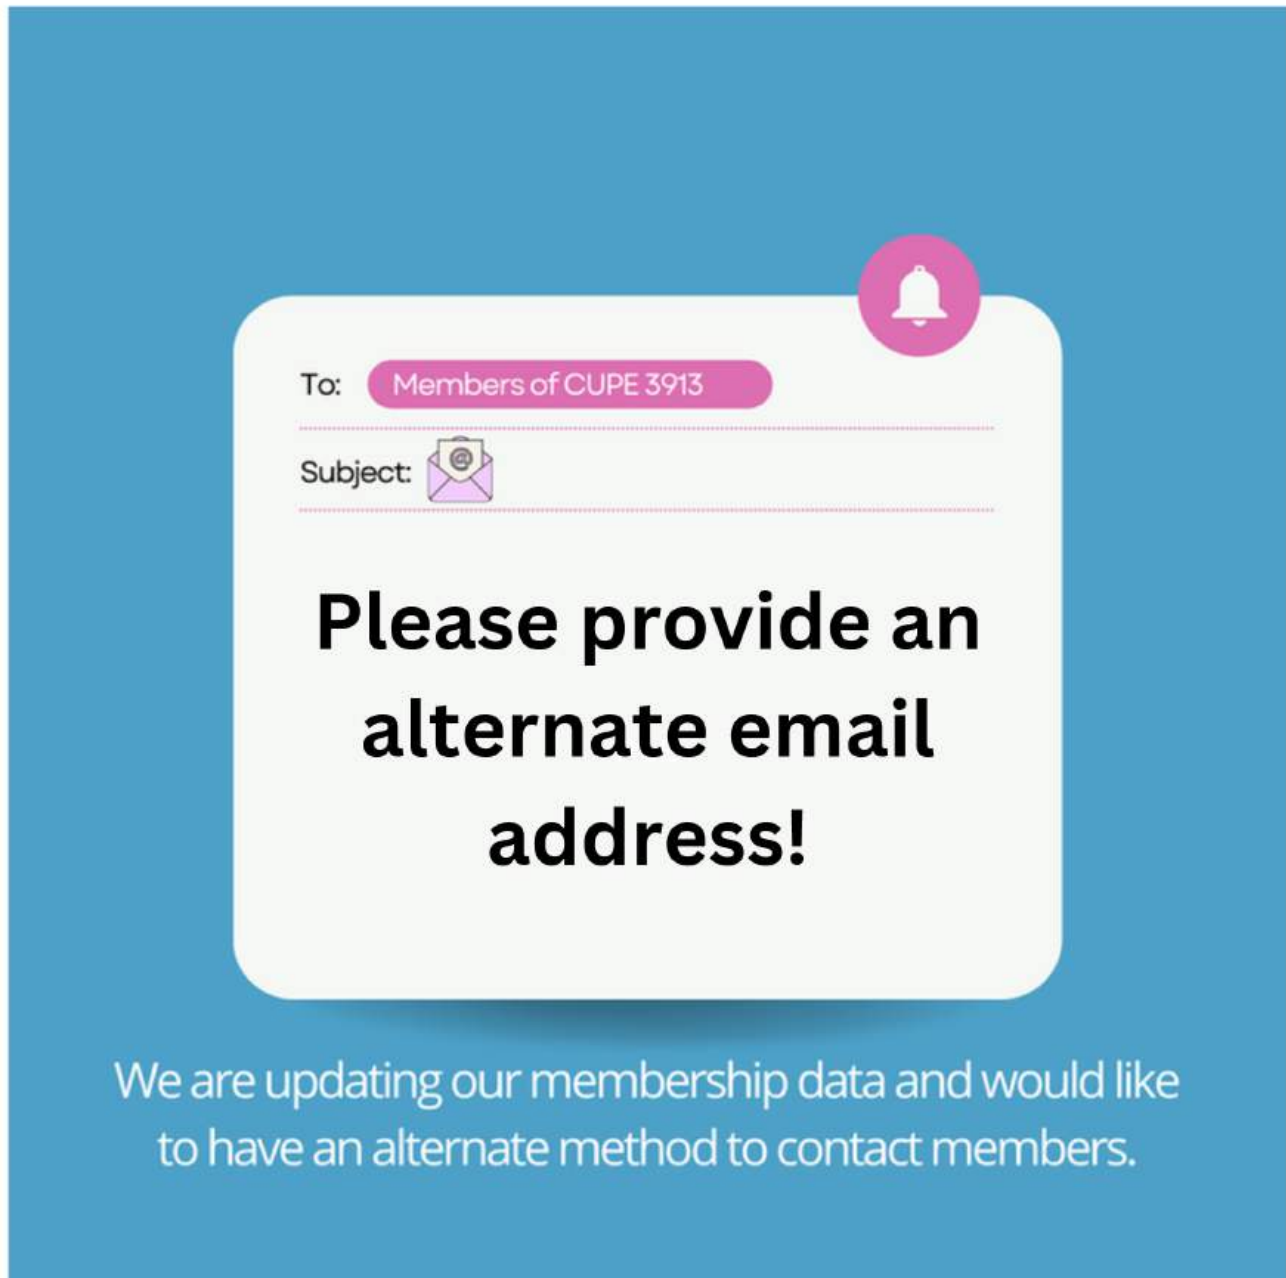 To: Members of CUPE 3913
Subject:
Please provide an
alternate email
address!
We are updating our membership data and would like
to have an alternate method to contact members.